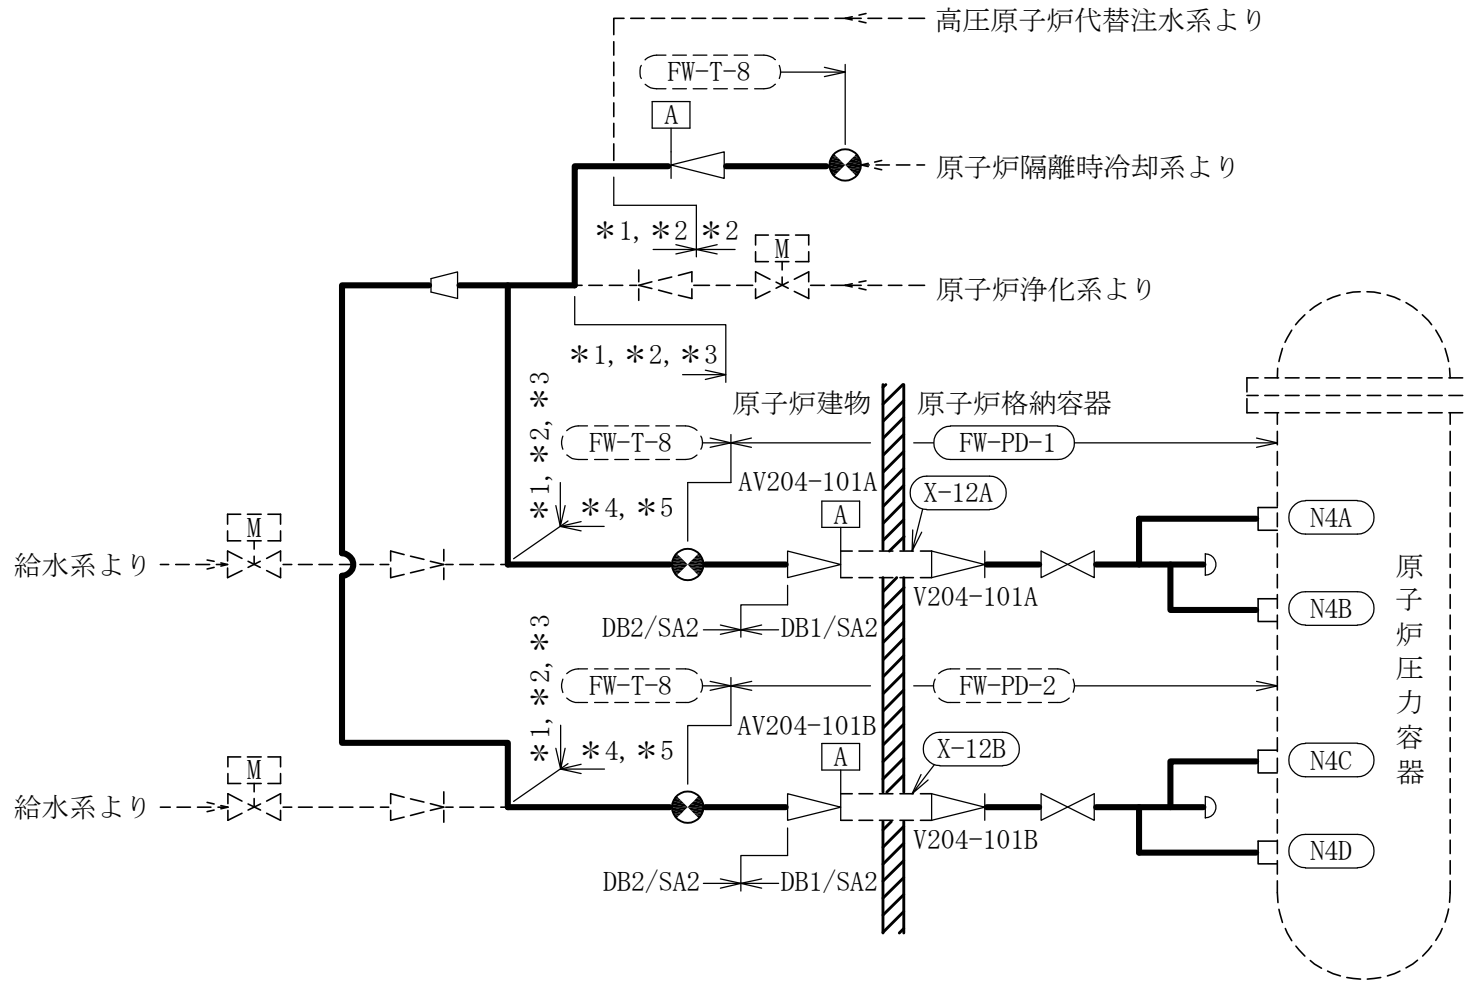 高圧原子炉代替注水系より
FW-T-8
A
原子炉隔離時冷却系より
*1, *2 *2
M
原子炉浄化系より
*1, *2, *3
原子炉建物 原子炉格納容器
*1, *2, *3
FW-T-8
FW-PD-1
AV204-101A
X-12A
*4, *5
A
N4A
M
給水系より
V204-101A
N4B
DB2/SA2 DB1/SA2
原子炉圧力容器
*1, *2, *3
FW-T-8
FW-PD-2
AV204-101B
X-12B
*4, *5
A
N4C
M
給水系より
V204-101B
N4D
DB2/SA2 DB1/SA2